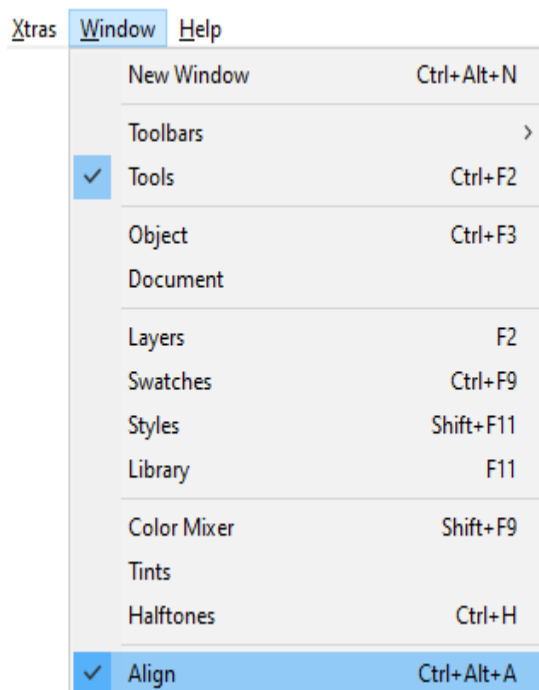 Xtras Window Help
New Window Ctrl+Alt+N
Toolbars
Tools Ctrl+F2
Object Ctrl+F3
Document
Layers F2
Swatches Ctrl+F9
Styles Shift+F11
Library F11
Color Mixer Shift+F9
Tints
Halftones Ctrl+H
Align Ctrl+Alt+A